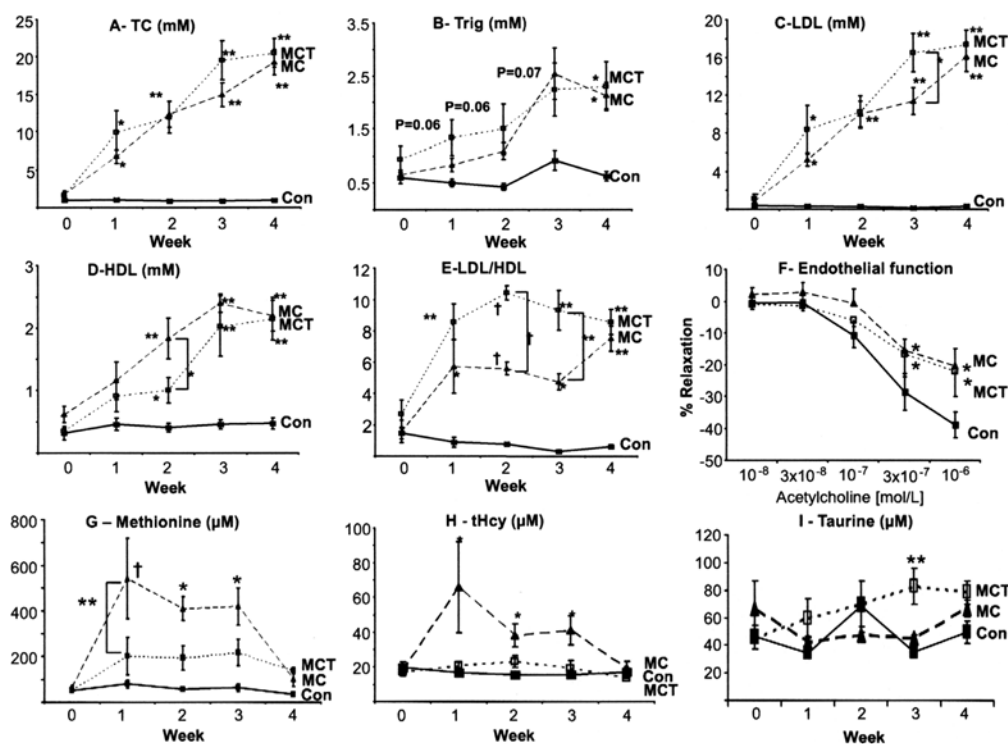 A- TC (mM)
25
20
15
10
5
**
**
**
**
**
*
*
MCT
MC
Con
0 1 2 3 4
Week
B- Trig (mM)
3.5
2.5
1.5
0.5
P=0.06
P=0.06
P=0.07
*
*
MCT
MC
Con
0 1 2 3 4
Week
C-LDL (mM)
20
16
12
8
4
*
*
**
**
**
*
**
**
MCT
MC
Con
0 1 2 3 4
Week
D-HDL (mM)
3
2
1
0
**
*
*
**
**
**
**
MC
MCT
Con
0 1 2 3 4
Week
E-LDL/HDL
12
10
8
6
4
2
**
*
†
†
†
**
*
**
**
**
MCT
MC
Con
0 1 2 3 4
Week
F- Endothelial function
% Relaxation
10
0
-10
-20
-30
-40
-50
*
*
*
*
MC
MCT
Con
10⁻⁸ 3x10⁻⁸ 10⁻⁷ 3x10⁻⁷ 10⁻⁶
Acetylcholine [mol/L]
G – Methionine (µM)
800
600
400
200
**
†
*
*
MCT
MC
Con
0 1 2 3 4
Week
H - tHcy (µM)
100
80
60
40
20
0
*
*
*
MC
Con
MCT
0 1 2 3 4
Week
I - Taurine (µM)
120
100
80
60
40
20
**
MCT
MC
Con
0 1 2 3 4
Week